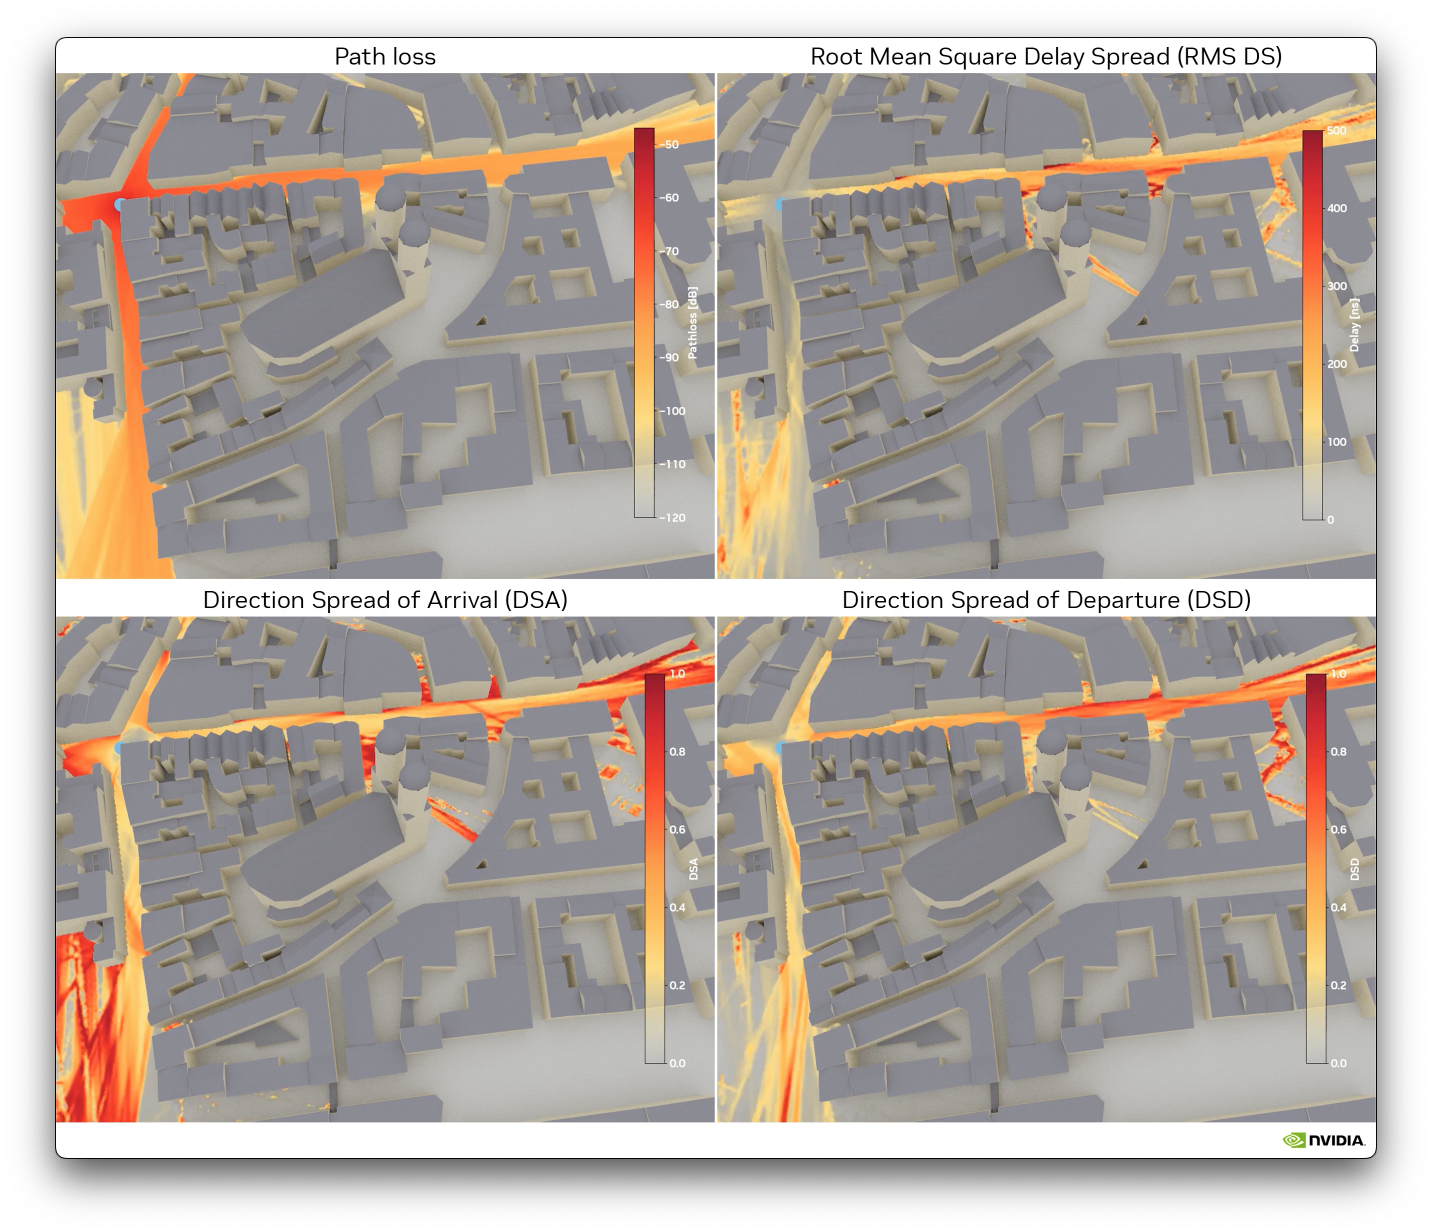 Path loss
Root Mean Square Delay Spread (RMS DS)
−50
−60
−70
−80
−90
−100
−110
−120
Pathloss [dB]
500
400
300
200
100
0
Delay [ns]
Direction Spread of Arrival (DSA)
Direction Spread of Departure (DSD)
1.0
0.8
0.6
0.4
0.2
0.0
DSA
1.0
0.8
0.6
0.4
0.2
0.0
DSD
NVIDIA.